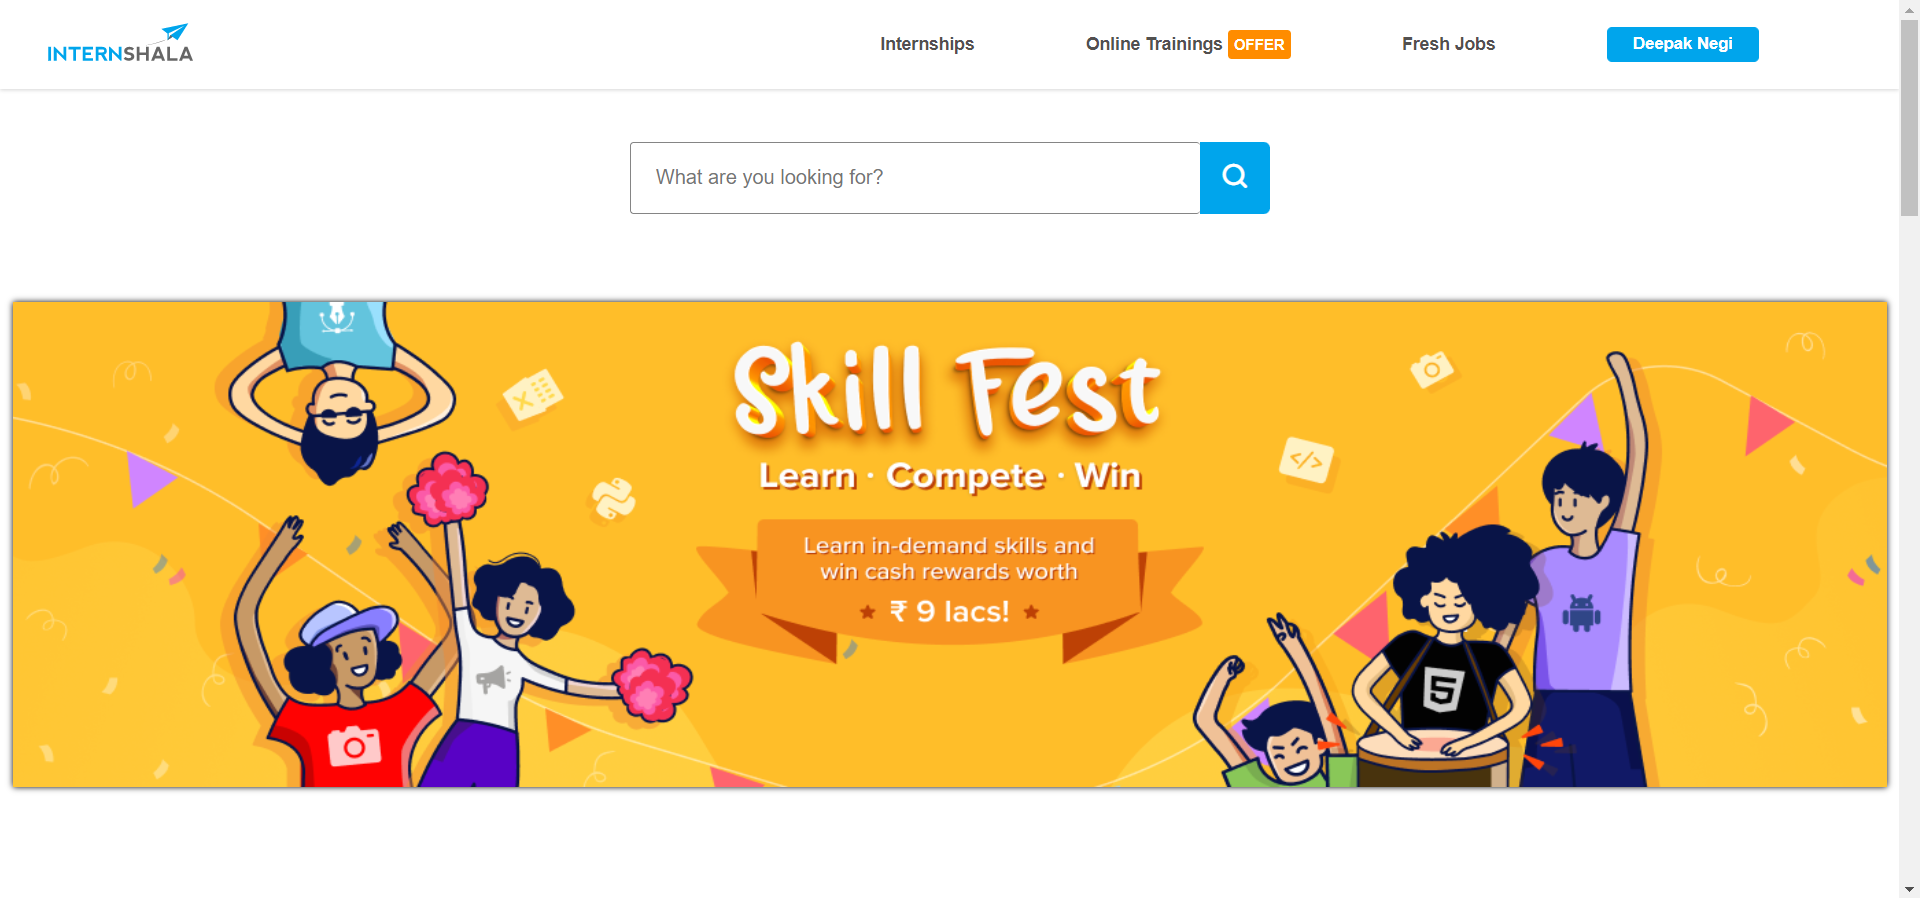 INTERNSHALA
Internships
Online Trainings OFFER
Fresh Jobs
Deepak Negi
What are you looking for?
Skill Fest
Learn · Compete · Win
Learn in-demand skills and
win cash rewards worth
★ ₹ 9 lacs! ★